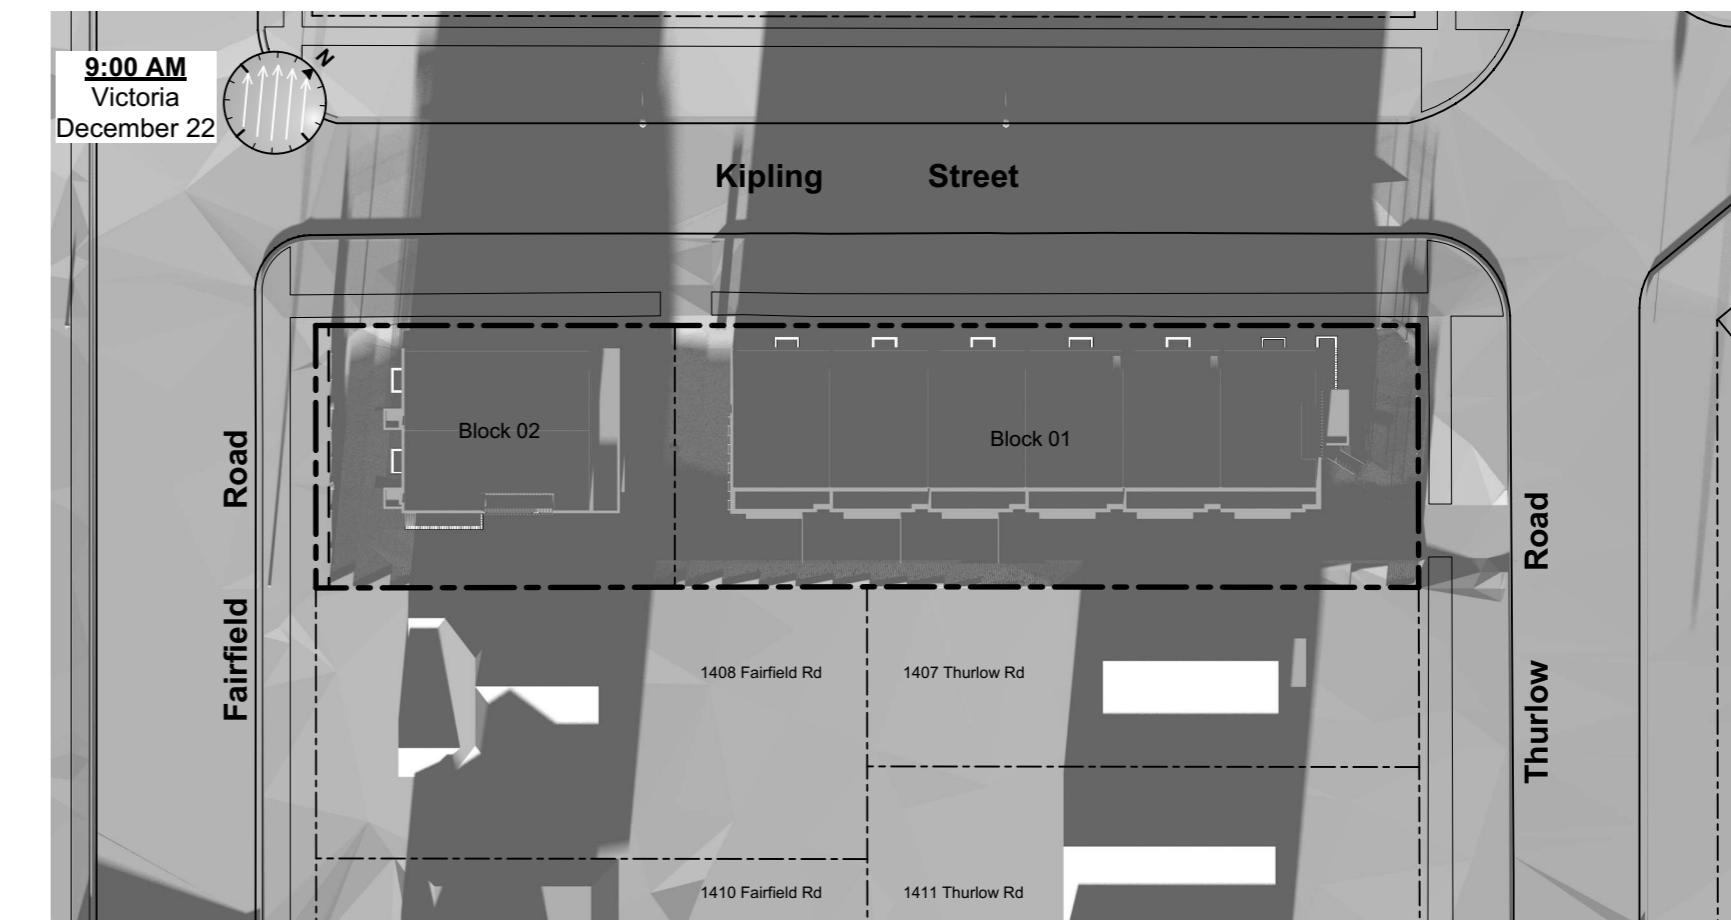 9:00 AM
Victoria
December 22
N
Kipling Street
Block 02
Block 01
Fairfield Road
Thurlow Road
1408 Fairfield Rd
1407 Thurlow Rd
1410 Fairfield Rd
1411 Thurlow Rd